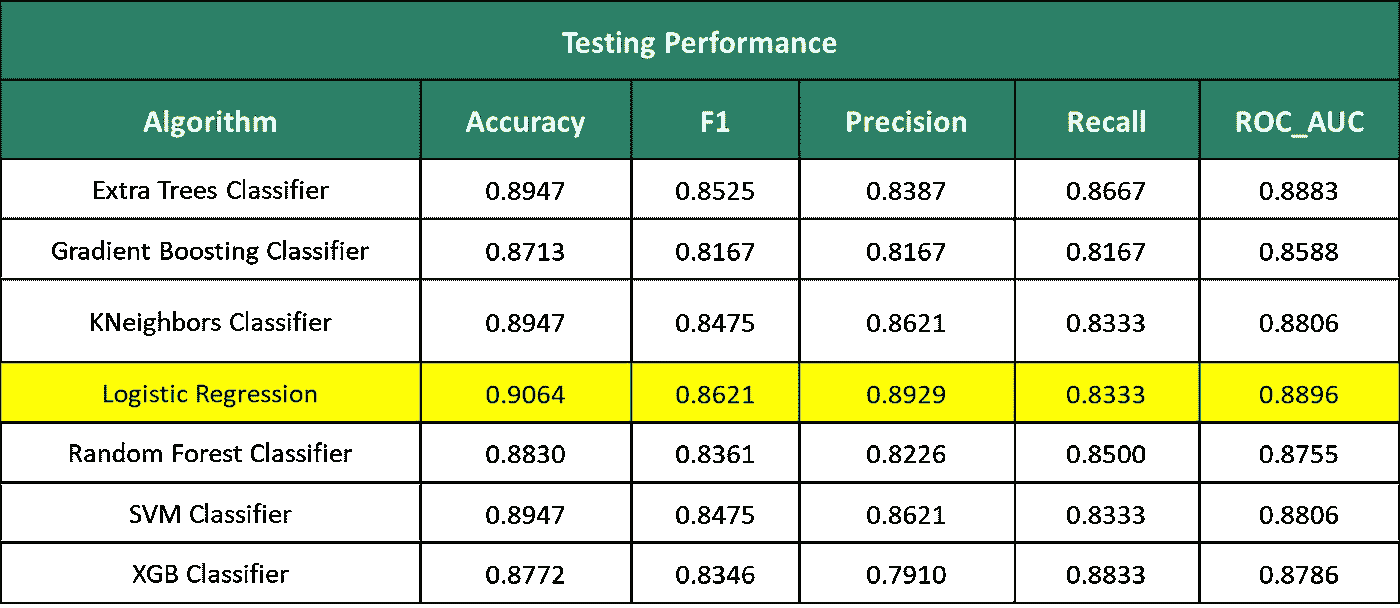 Testing Performance
Algorithm Accuracy F1 Precision Recall ROC_AUC
Extra Trees Classifier 0.8947 0.8525 0.8387 0.8667 0.8883
Gradient Boosting Classifier 0.8713 0.8167 0.8167 0.8167 0.8588
KNeighbors Classifier 0.8947 0.8475 0.8621 0.8333 0.8806
Logistic Regression 0.9064 0.8621 0.8929 0.8333 0.8896
Random Forest Classifier 0.8830 0.8361 0.8226 0.8500 0.8755
SVM Classifier 0.8947 0.8475 0.8621 0.8333 0.8806
XGB Classifier 0.8772 0.8346 0.7910 0.8833 0.8786